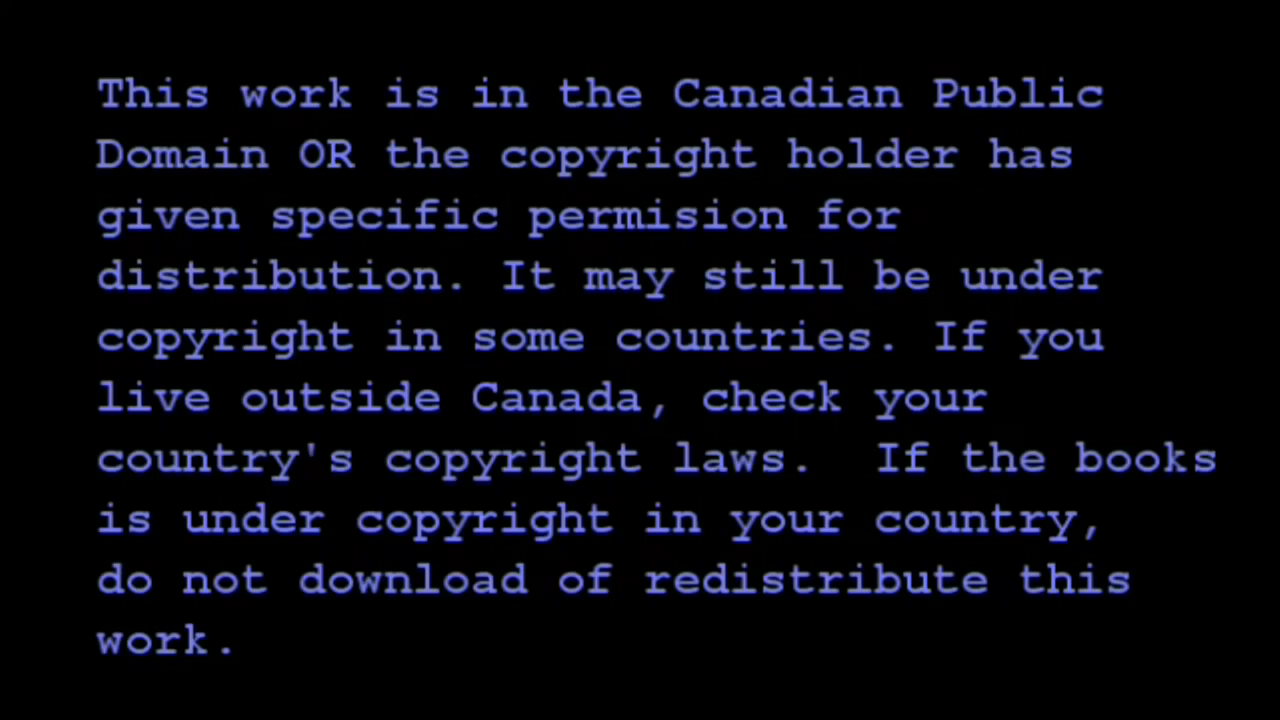 This work is in the Canadian Public
Domain OR the copyright holder has
given specific permision for
distribution. It may still be under
copyright in some countries. If you
live outside Canada, check your
country's copyright laws.  If the books
is under copyright in your country,
do not download of redistribute this
work.